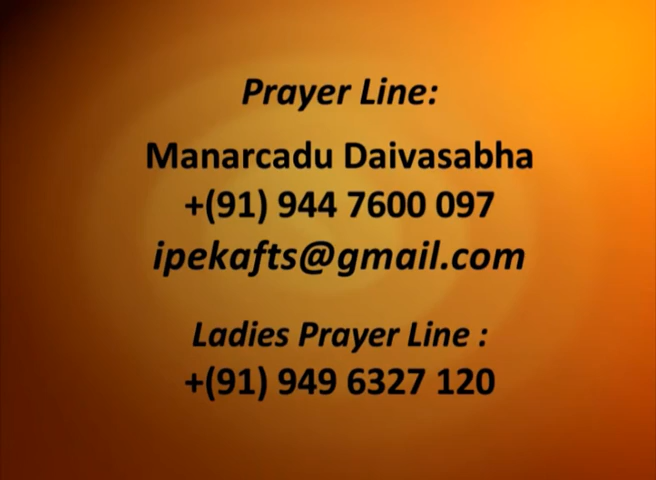 Prayer Line:
Manarcadu Daivasabha
+(91) 944 7600 097
ipekafts@gmail.com
Ladies Prayer Line :
+(91) 949 6327 120